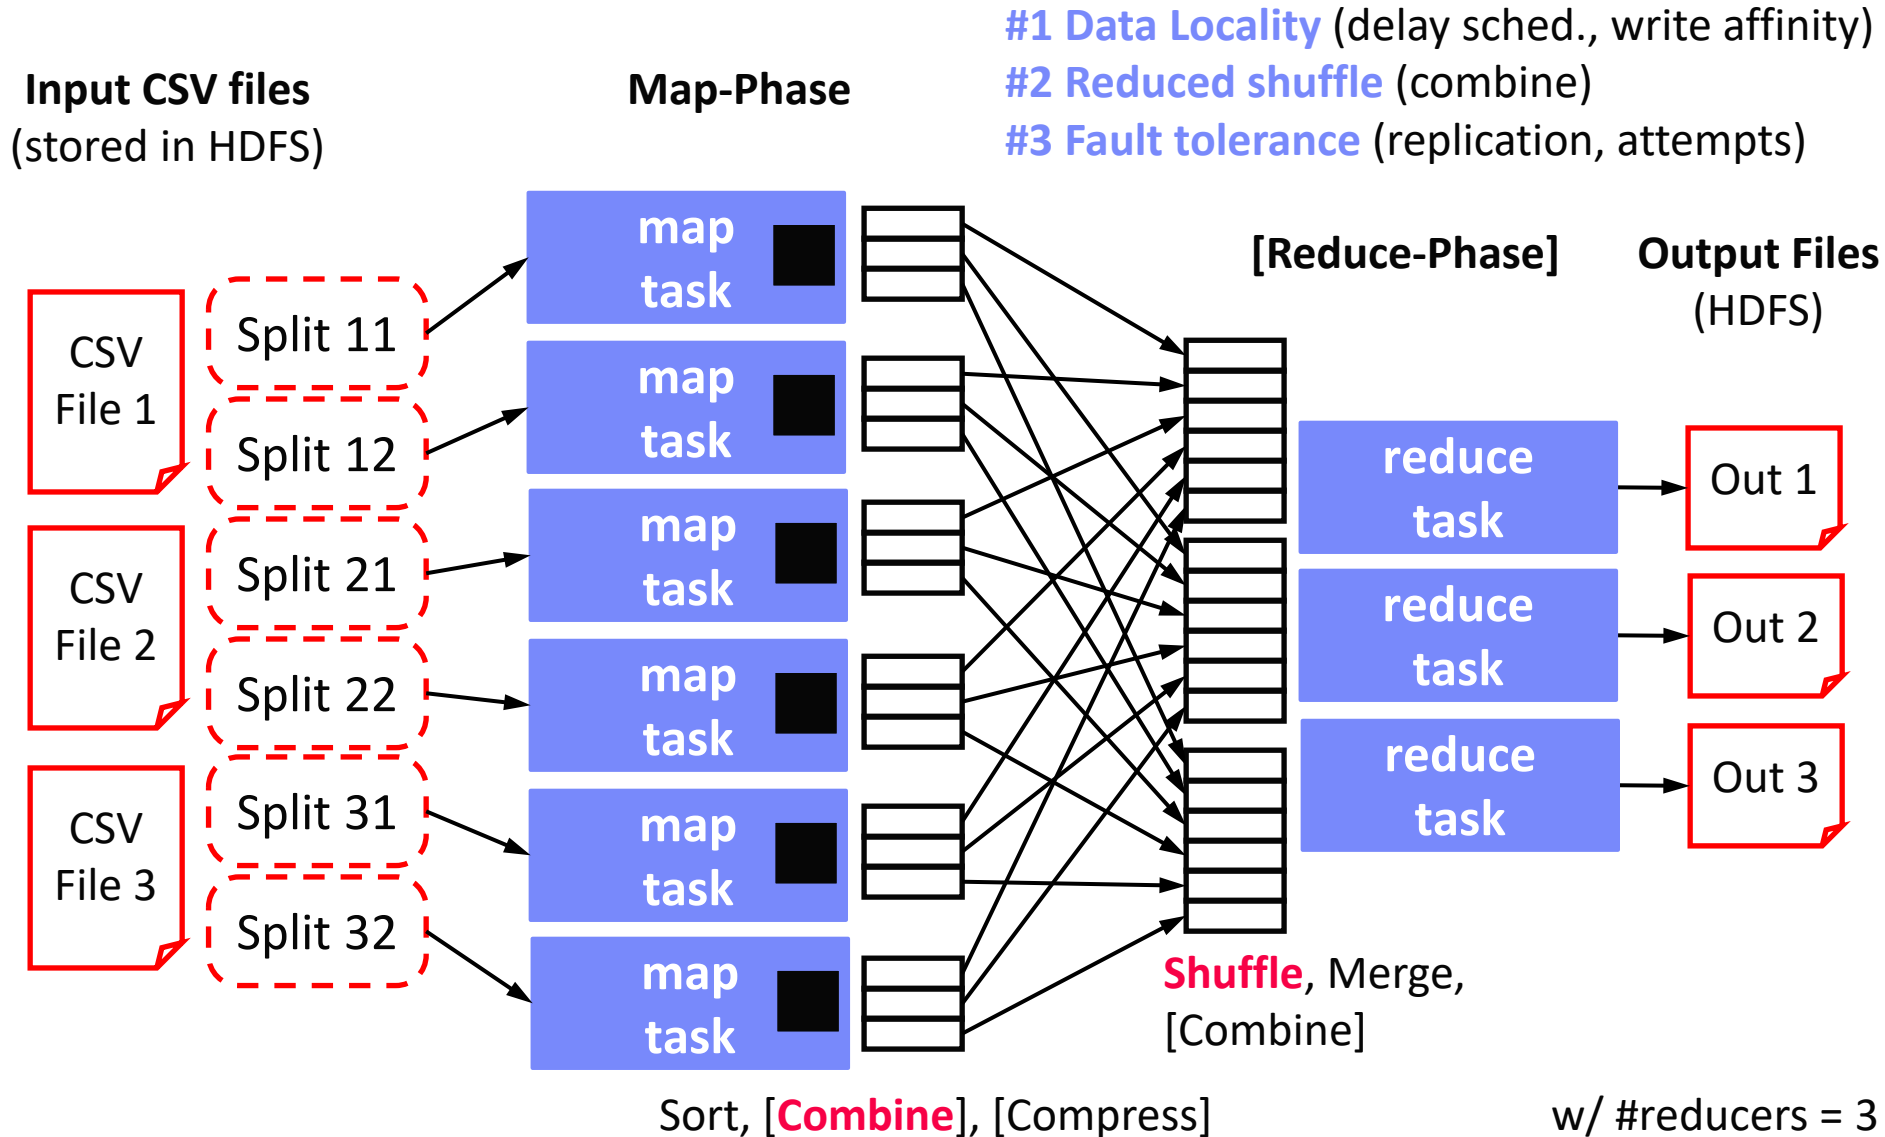 #1 Data Locality (delay sched., write affinity)
#2 Reduced shuffle (combine)
#3 Fault tolerance (replication, attempts)
Input CSV files
(stored in HDFS)
Map-Phase
[Reduce-Phase]
Output Files
(HDFS)
CSV
File 1
CSV
File 2
CSV
File 3
Split 11
Split 12
Split 21
Split 22
Split 31
Split 32
map
task
map
task
map
task
map
task
map
task
map
task
reduce
task
reduce
task
reduce
task
Out 1
Out 2
Out 3
Shuffle, Merge,
[Combine]
Sort, [Combine], [Compress]
w/ #reducers = 3